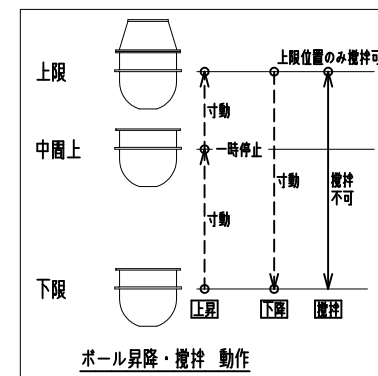 上限位置のみ撹拌可
上限
寸動
中間上
一時停止
寸動
撹拌
不可
寸動
下限
上昇
下降
撹拌
ボール昇降・撹拌 動作